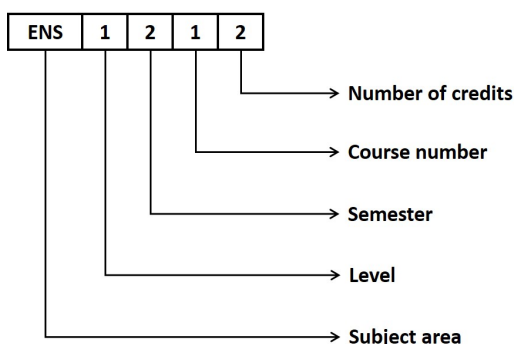 ENS 1 2 1 2
Number of credits
Course number
Semester
Level
Subject area